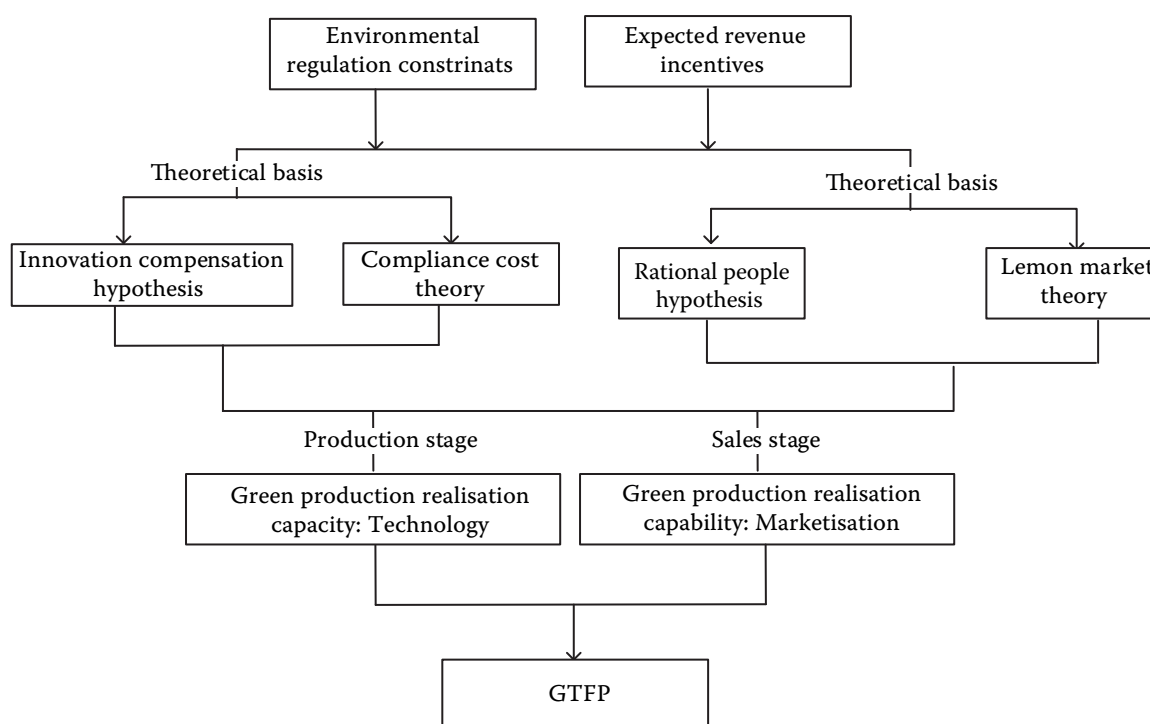 Environmental
regulation constrinats
Expected revenue
incentives
Theoretical basis
Theoretical basis
Innovation compensation
hypothesis
Compliance cost
theory
Rational people
hypothesis
Lemon market
theory
Production stage
Sales stage
Green production realisation
capacity: Technology
Green production realisation
capability: Marketisation
GTFP